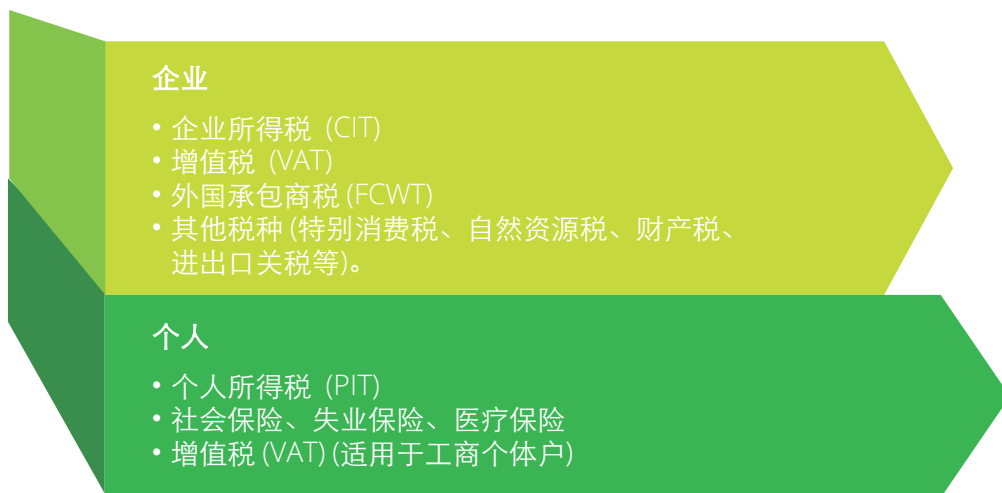 企业
• 企业所得税 (CIT)
• 增值税 (VAT)
• 外国承包商税 (FCWT)
• 其他税种 (特别消费税、自然资源税、财产税、
进出口关税等)。
个人
• 个人所得税 (PIT)
• 社会保险、失业保险、医疗保险
• 增值税 (VAT) (适用于工商个体户)